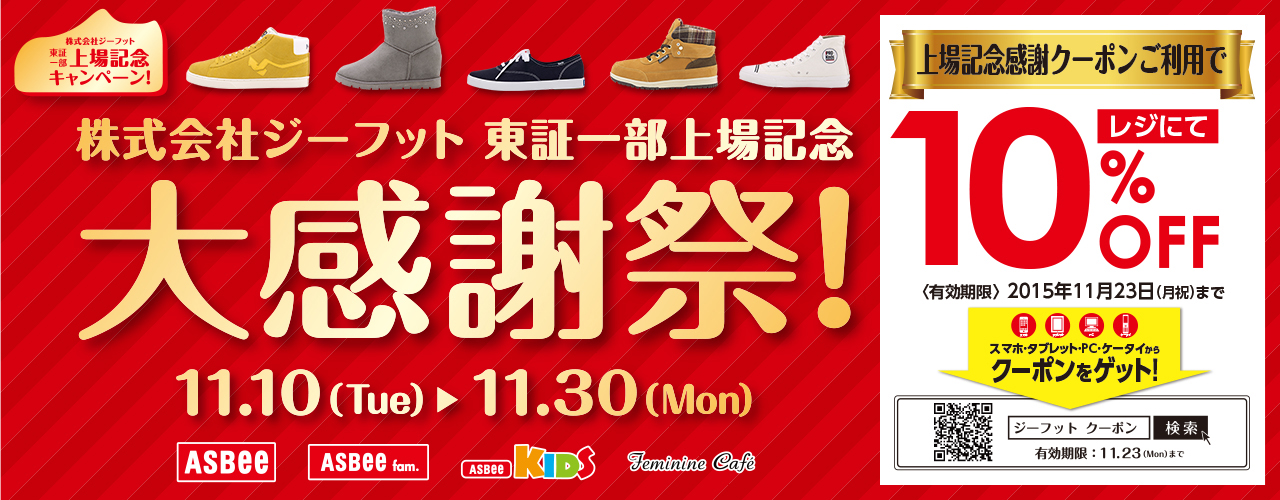 株式会社ジーフット
東証
一部
上場記念
キャンペーン!
株式会社ジーフット 東証一部上場記念
大感謝祭!
11.10(Tue)▶11.30(Mon)
ASBee
ASBee fam.
ASBee KIDS
Feminine Café
上場記念感謝クーポンご利用で
レジにて
10%OFF
〈有効期限〉2015年11月23日(月祝)まで
スマホ・タブレット・PC・ケータイから
クーポンをゲット!
ジーフット クーポン 検索
有効期限:11.23(Mon)まで